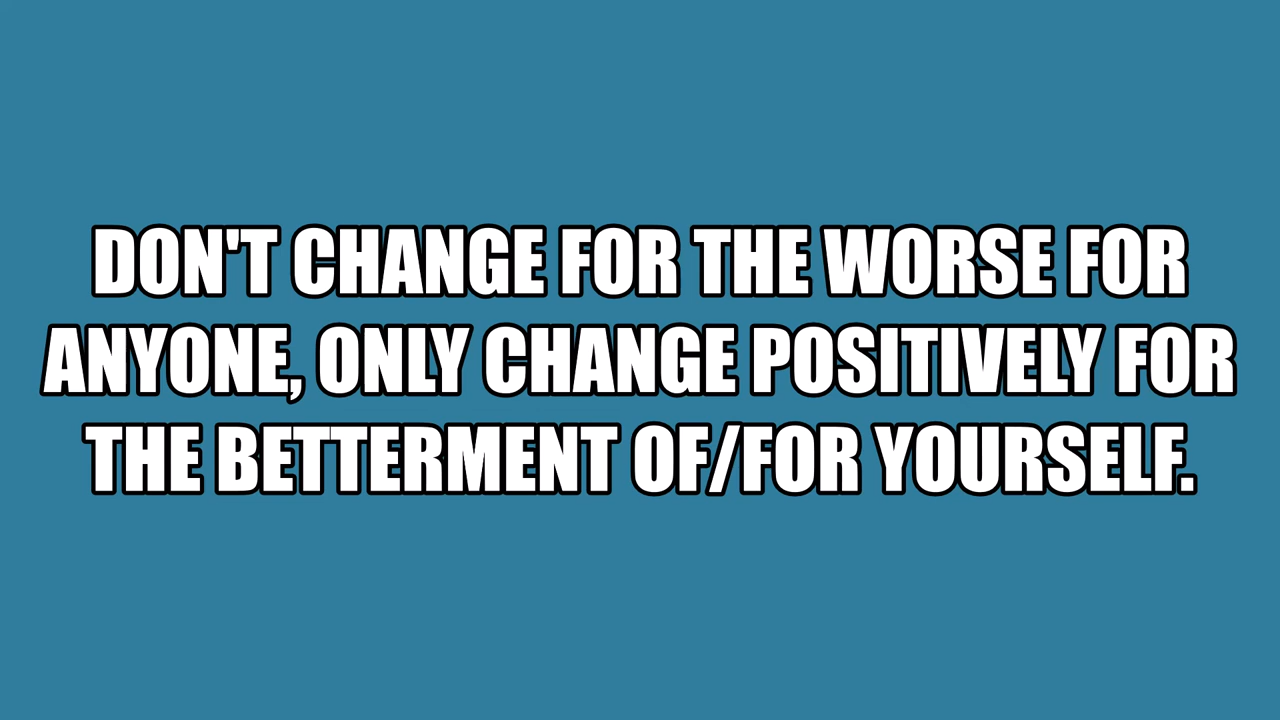 DON'T CHANGE FOR THE WORSE FOR
ANYONE, ONLY CHANGE POSITIVELY FOR
THE BETTERMENT OF/FOR YOURSELF.